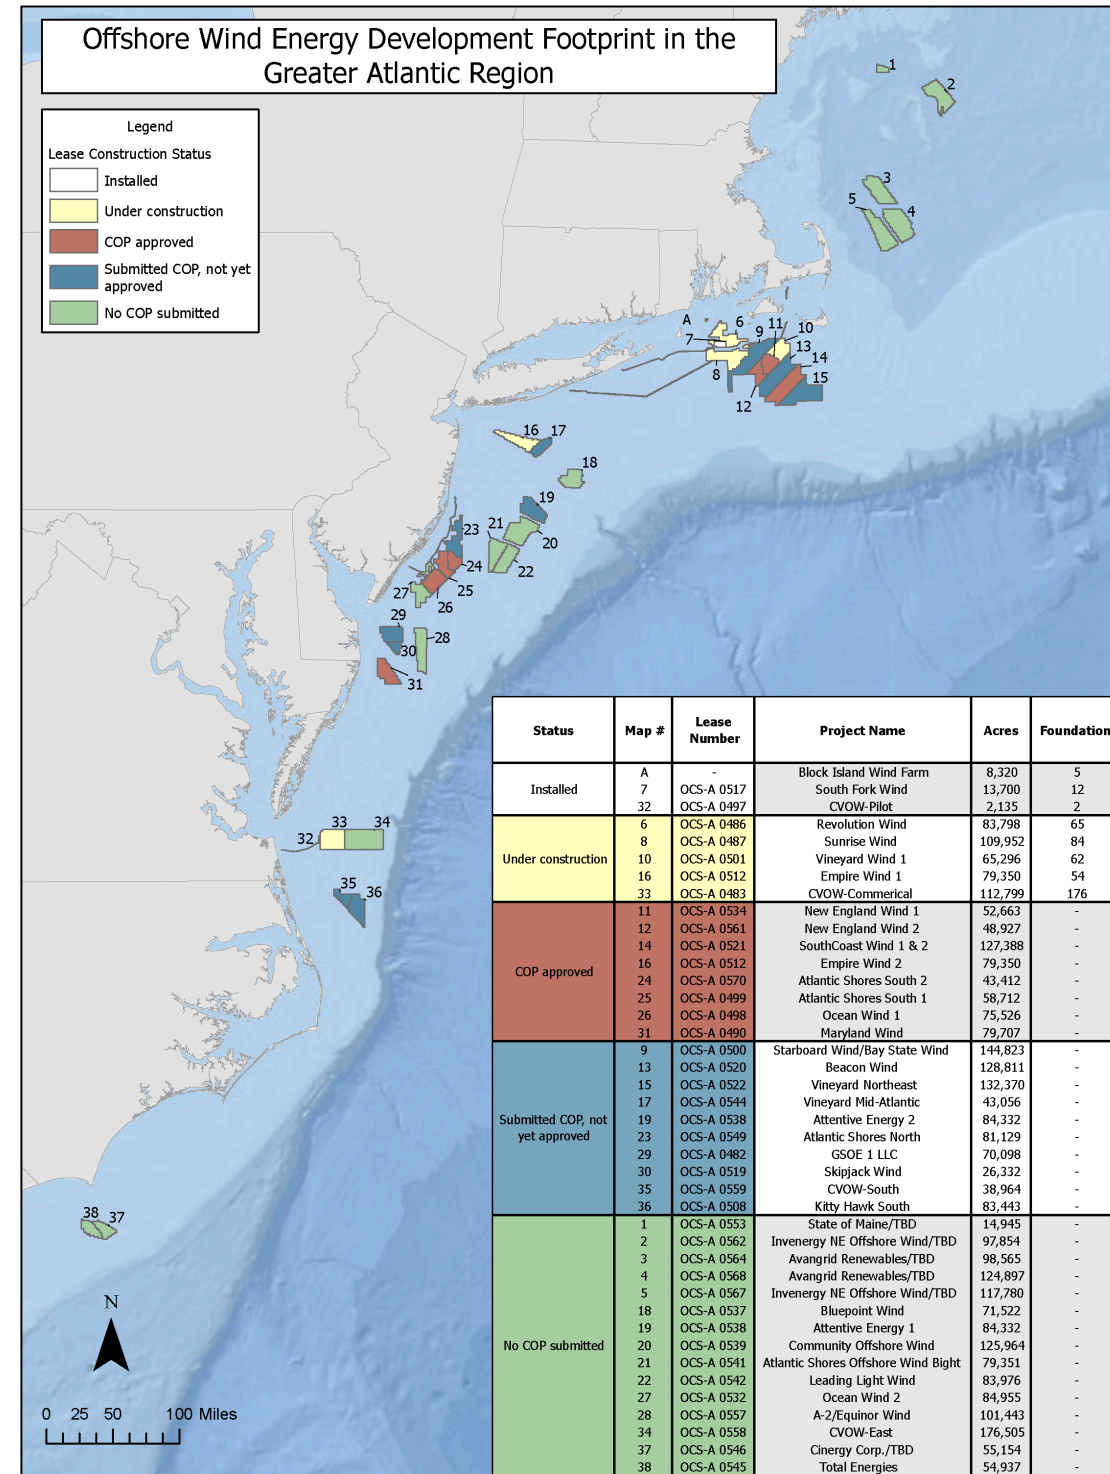 Offshore Wind Energy Development Footprint in the
Greater Atlantic Region
Legend
Lease Construction Status
Installed
Under construction
COP approved
Submitted COP, not yet
approved
No COP submitted
1
2
3
5
4
A
6
7
8
9
11
10
13
14
15
12
16
17
18
19
21
20
22
23
24
25
26
27
29
28
30
31
33
34
32
35
36
38
37
N
0 25 50 100 Miles
Status Map # Lease Number Project Name Acres Foundation
Installed
A - Block Island Wind Farm 8,320 5
7 OCS-A 0517 South Fork Wind 13,700 12
32 OCS-A 0497 CVOW-Pilot 2,135 2
Under construction
6 OCS-A 0486 Revolution Wind 83,798 65
8 OCS-A 0487 Sunrise Wind 109,952 84
10 OCS-A 0501 Vineyard Wind 1 65,296 62
16 OCS-A 0512 Empire Wind 1 79,350 54
33 OCS-A 0483 CVOW-Commerical 112,799 176
COP approved
11 OCS-A 0534 New England Wind 1 52,663 -
12 OCS-A 0561 New England Wind 2 48,927 -
14 OCS-A 0521 SouthCoast Wind 1 & 2 127,388 -
16 OCS-A 0512 Empire Wind 2 79,350 -
24 OCS-A 0570 Atlantic Shores South 2 43,412 -
25 OCS-A 0499 Atlantic Shores South 1 58,712 -
26 OCS-A 0498 Ocean Wind 1 75,526 -
31 OCS-A 0490 Maryland Wind 79,707 -
Submitted COP, not
yet approved
9 OCS-A 0500 Starboard Wind/Bay State Wind 144,823 -
13 OCS-A 0520 Beacon Wind 128,811 -
15 OCS-A 0522 Vineyard Northeast 132,370 -
17 OCS-A 0544 Vineyard Mid-Atlantic 43,056 -
19 OCS-A 0538 Attentive Energy 2 84,332 -
23 OCS-A 0549 Atlantic Shores North 81,129 -
29 OCS-A 0482 GSOE 1 LLC 70,098 -
30 OCS-A 0519 Skipjack Wind 26,332 -
35 OCS-A 0559 CVOW-South 38,964 -
36 OCS-A 0508 Kitty Hawk South 83,443 -
No COP submitted
1 OCS-A 0553 State of Maine/TBD 14,945 -
2 OCS-A 0562 Invenergy NE Offshore Wind/TBD 97,854 -
3 OCS-A 0564 Avangrid Renewables/TBD 98,565 -
4 OCS-A 0568 Avangrid Renewables/TBD 124,897 -
5 OCS-A 0567 Invenergy NE Offshore Wind/TBD 117,780 -
18 OCS-A 0537 Bluepoint Wind 71,522 -
19 OCS-A 0538 Attentive Energy 1 84,332 -
20 OCS-A 0539 Community Offshore Wind 125,964 -
21 OCS-A 0541 Atlantic Shores Offshore Wind Bight 79,351 -
22 OCS-A 0542 Leading Light Wind 83,976 -
27 OCS-A 0532 Ocean Wind 2 84,955 -
28 OCS-A 0557 A-2/Equinor Wind 101,443 -
34 OCS-A 0558 CVOW-East 176,505 -
37 OCS-A 0546 Cinergy Corp./TBD 55,154 -
38 OCS-A 0545 Total Energies 54,937 -